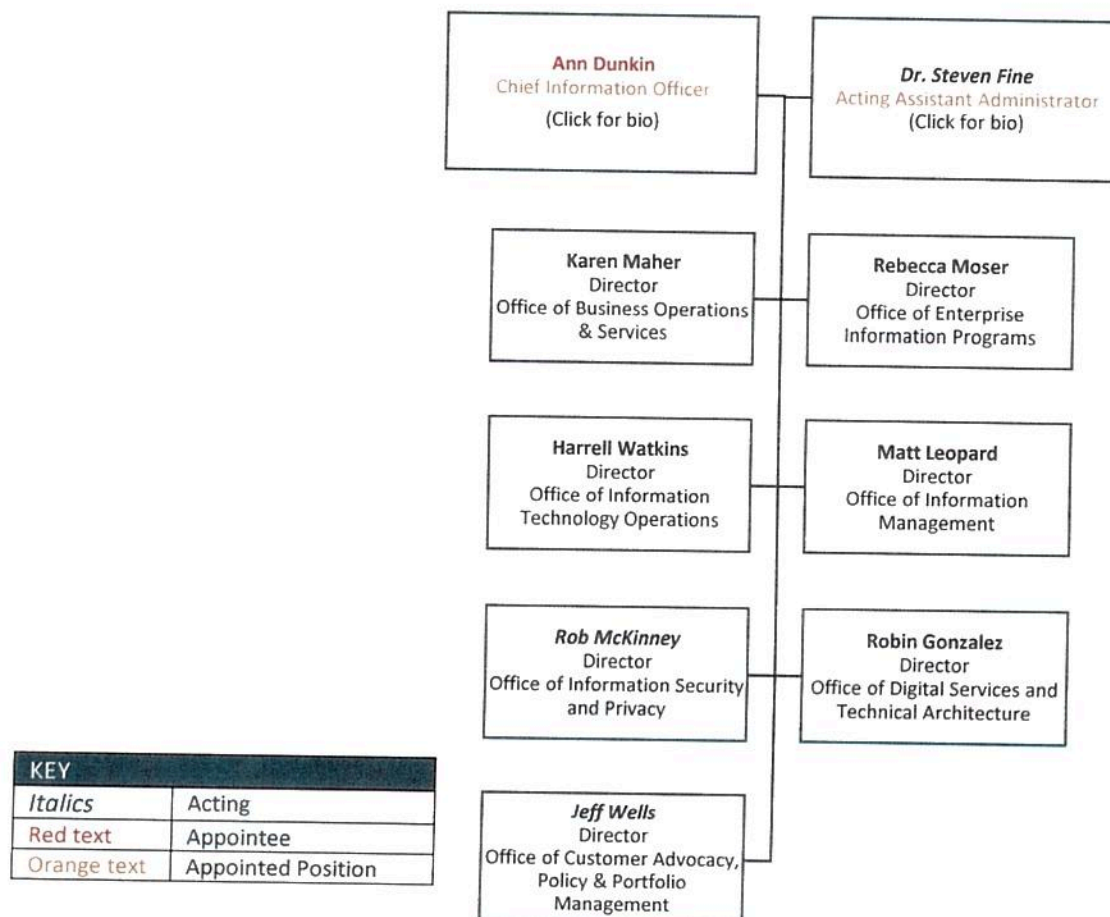 Ann Dunkin
Chief Information Officer
(Click for bio)
Dr. Steven Fine
Acting Assistant Administrator
(Click for bio)
Karen Maher
Director
Office of Business Operations
& Services
Rebecca Moser
Director
Office of Enterprise
Information Programs
Harrell Watkins
Director
Office of Information
Technology Operations
Matt Leopard
Director
Office of Information
Management
Rob McKinney
Director
Office of Information Security
and Privacy
Robin Gonzalez
Director
Office of Digital Services and
Technical Architecture
Jeff Wells
Director
Office of Customer Advocacy,
Policy & Portfolio
Management
KEY
Italics Acting
Red text Appointee
Orange text Appointed Position